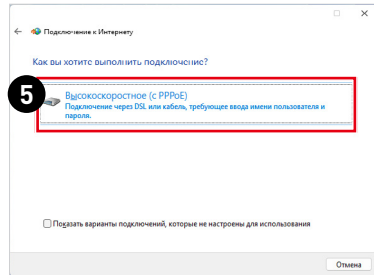 Подключение к Интернету
Как вы хотите выполнить подключение?
5
Высокоскоростное (с PPPoE)
Подключение через DSL или кабель, требующее ввода имени пользователя и
пароля.
Показать варианты подключений, которые не настроены для использования
Отмена